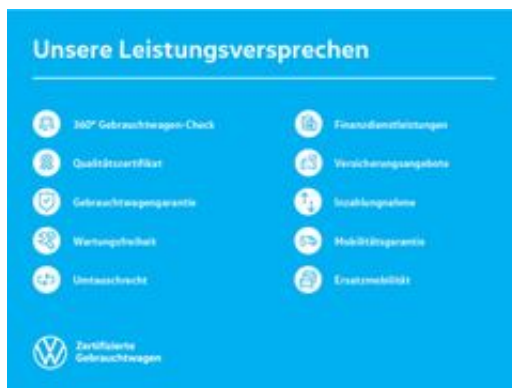 Unsere Leistungsversprechen
360° Gebrauchtwagen-Check
Qualitätszertifikat
Gebrauchtwagengarantie
Wartungsfreiheit
Umtauschrecht
Finanzdienstleistungen
Versicherungsangebote
Inzahlungnahme
Mobilitätsgarantie
Ersatzmobilität
Zertifizierte
Gebrauchtwagen